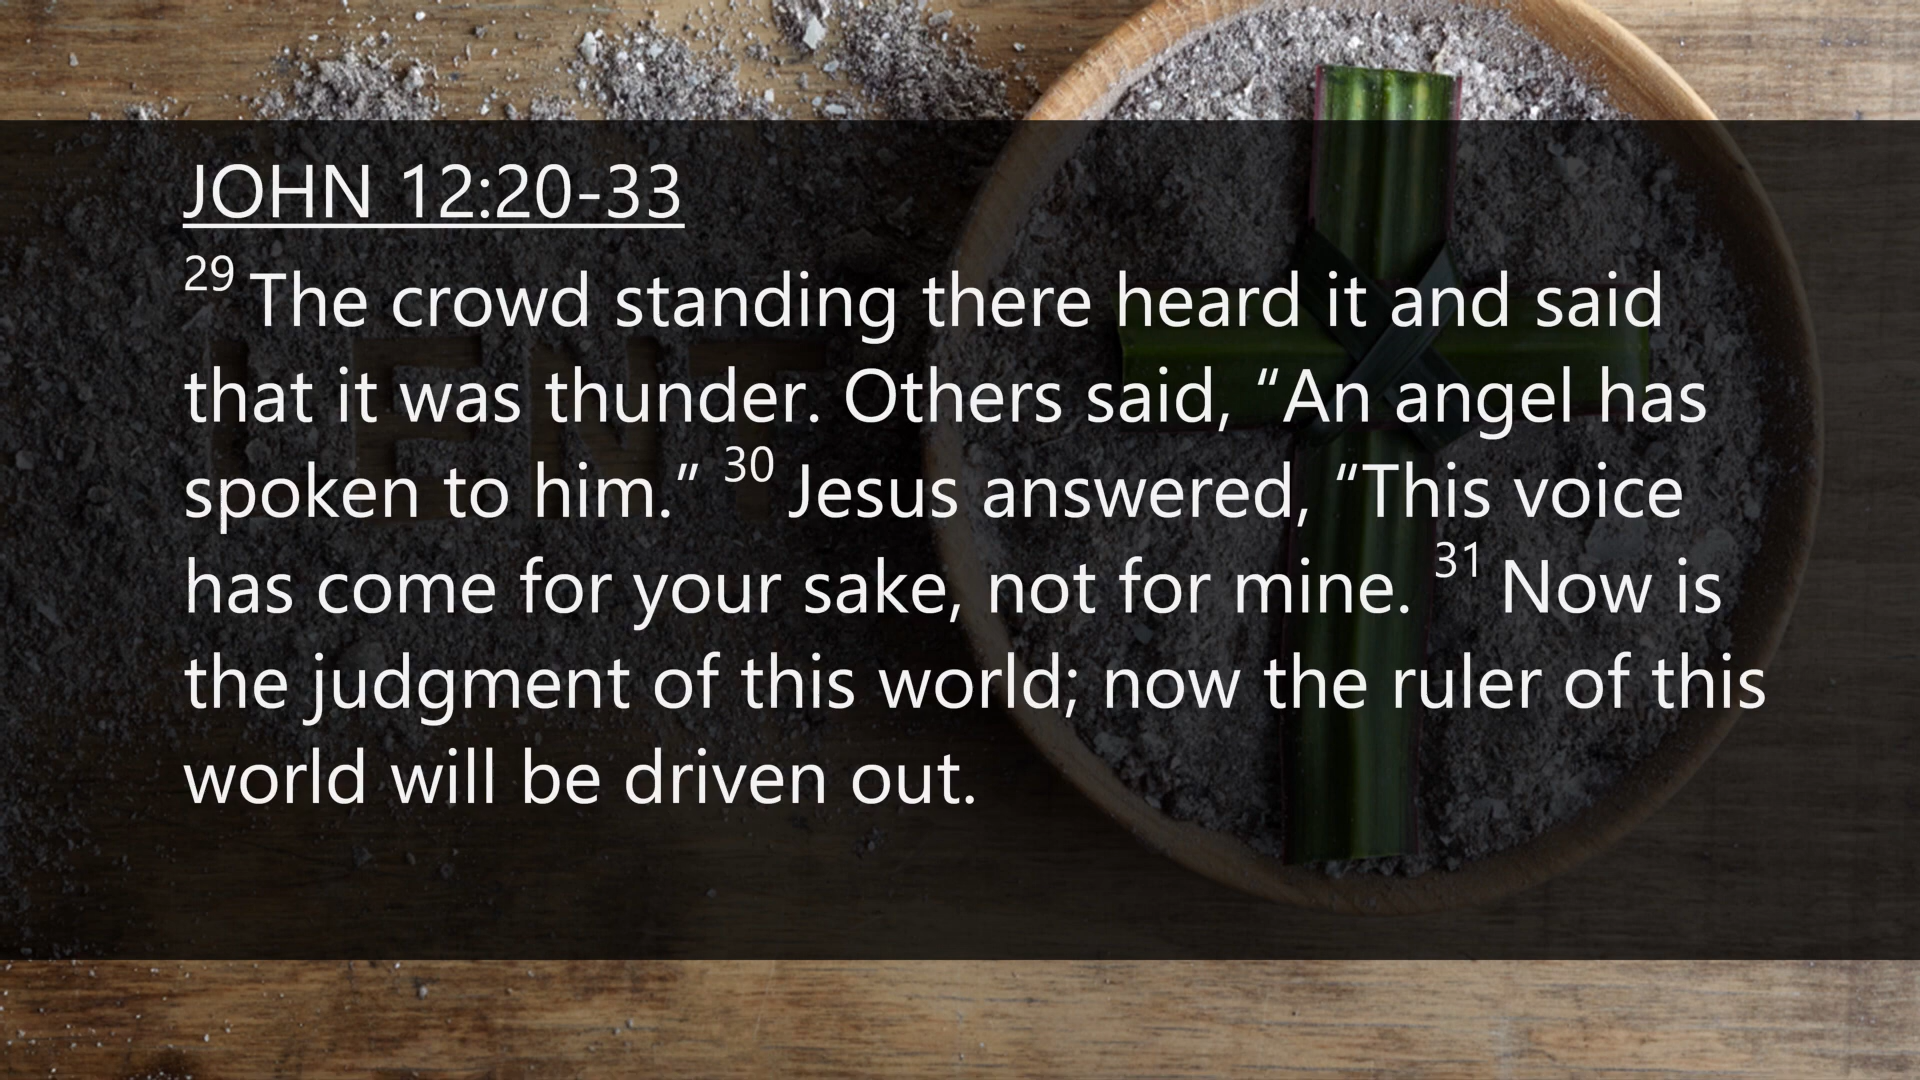 JOHN 12:20-33
29 The crowd standing there heard it and said
that it was thunder. Others said, “An angel has
spoken to him.” 30 Jesus answered, “This voice
has come for your sake, not for mine. 31 Now is
the judgment of this world; now the ruler of this
world will be driven out.
LENT